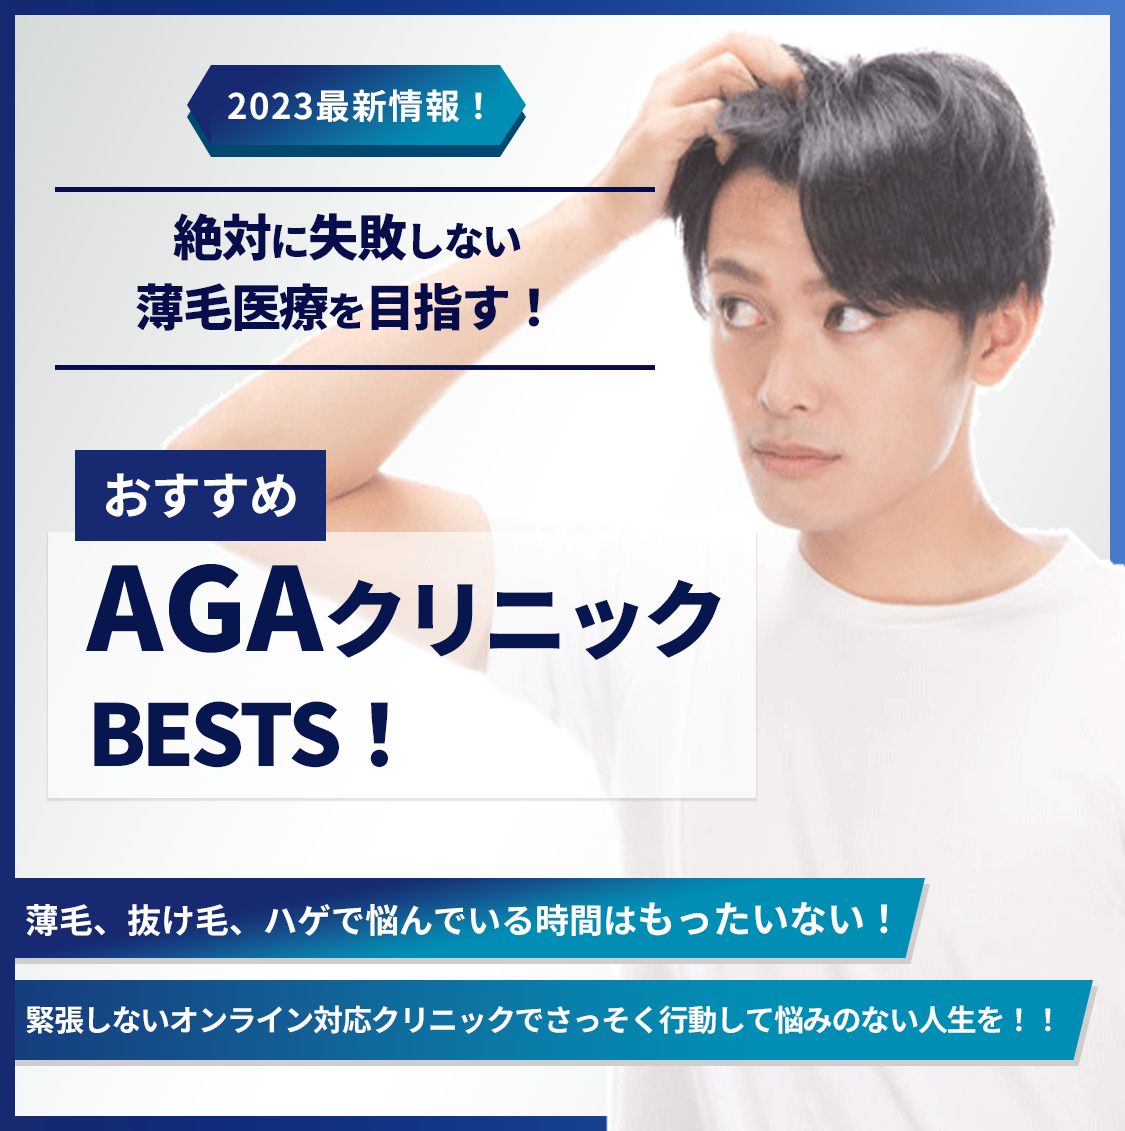 2023最新情報！
絶対に失敗しない
薄毛医療を目指す！
おすすめ
AGAクリニック
BESTS！
薄毛、抜け毛、ハゲで悩んでいる時間はもったいない！
緊張しないオンライン対応クリニックでさっそく行動して悩みのない人生を！！